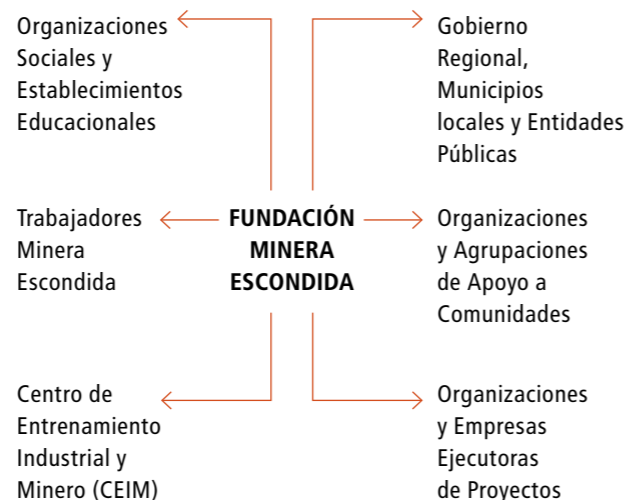 Organizaciones
Sociales y
Establecimientos
Educacionales
Gobierno
Regional,
Municipios
locales y Entidades
Públicas
Trabajadores
Minera
Escondida
FUNDACIÓN
MINERA
ESCONDIDA
Organizaciones
y Agrupaciones
de Apoyo a
Comunidades
Centro de
Entrenamiento
Industrial y
Minero (CEIM)
Organizaciones
y Empresas
Ejecutoras
de Proyectos